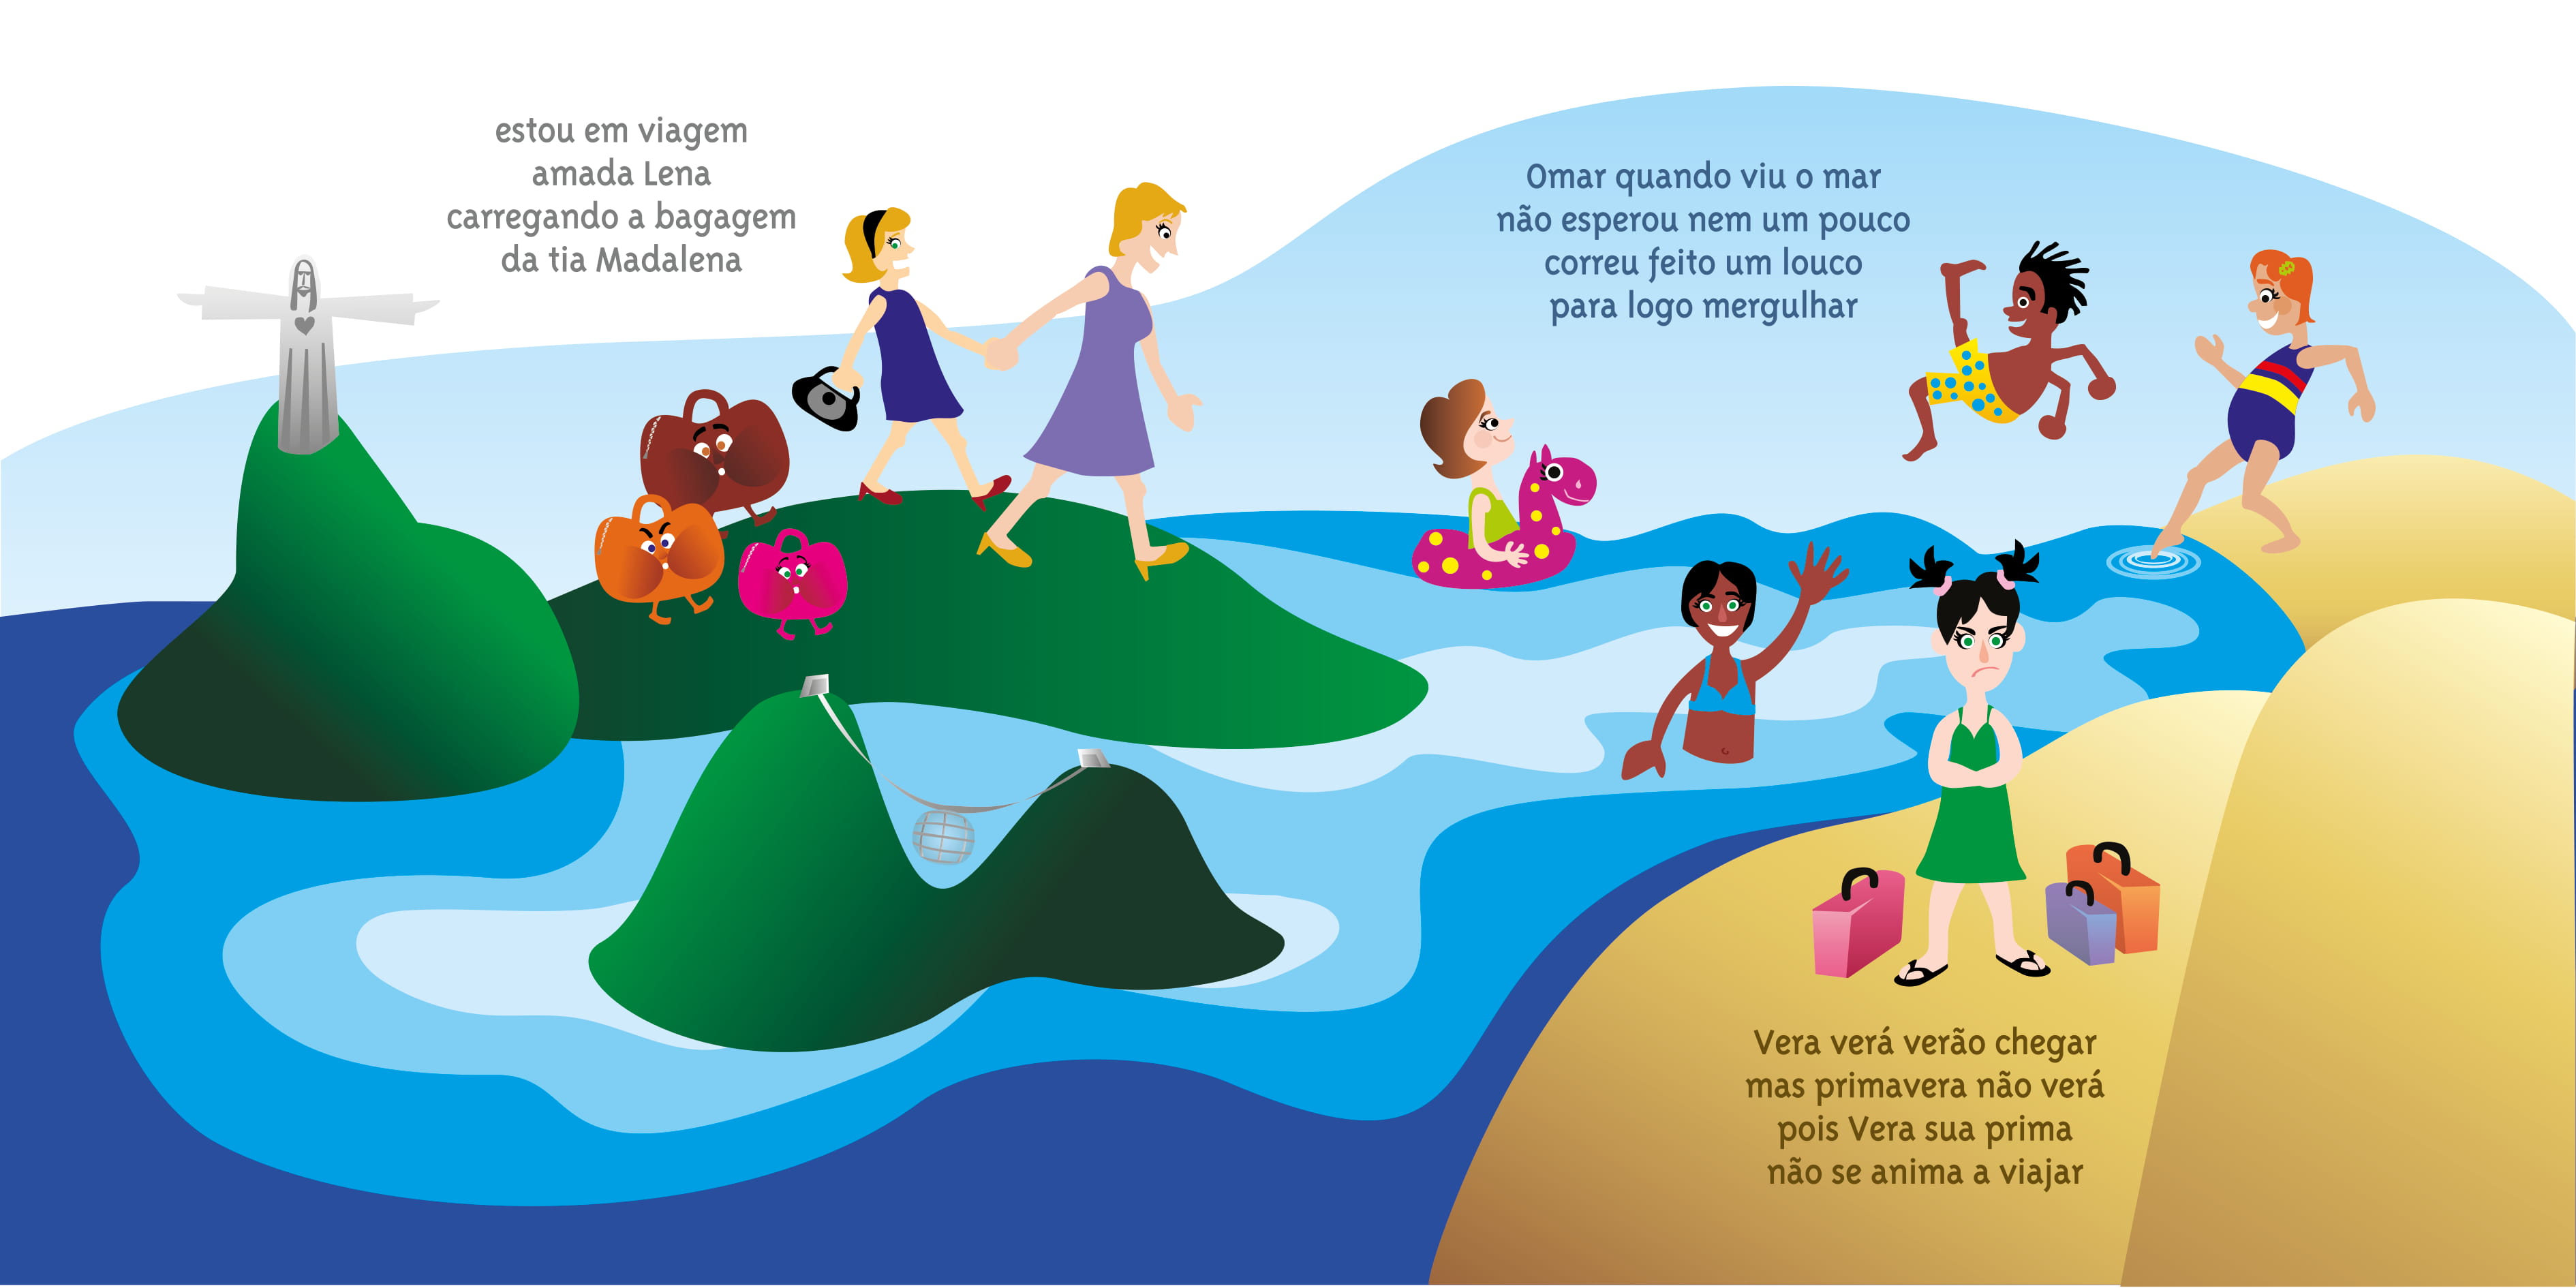 estou em viagem
amada Lena
carregando a bagagem
da tia Madalena
Omar quando viu o mar
não esperou nem um pouco
correu feito um louco
para logo mergulhar
Vera verá verão chegar
mas primavera não verá
pois Vera sua prima
não se anima a viajar